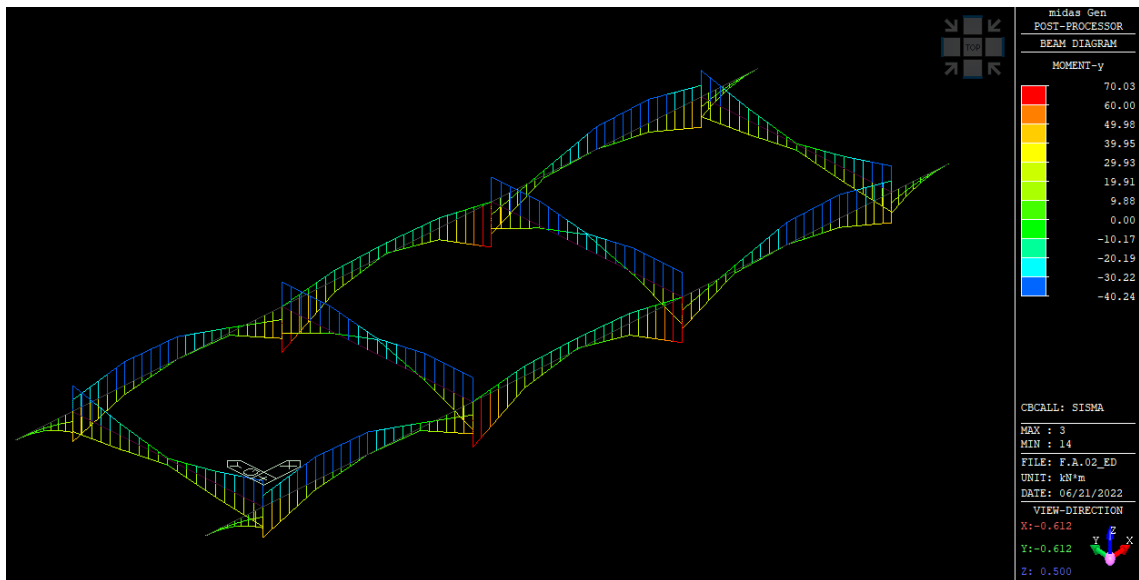 midas Gen
POST-PROCESSOR
BEAM DIAGRAM
MOMENT-y
70.03
60.00
49.98
39.95
29.93
19.91
9.88
0.00
-10.17
-20.19
-30.22
-40.24
TOP
CBCALL: SISMA
MAX : 3
MIN : 14
FILE: F.A.02_ED
UNIT: kN*m
DATE: 06/21/2022
VIEW-DIRECTION
X:-0.612
Y:-0.612
Z: 0.500
Z
Y X